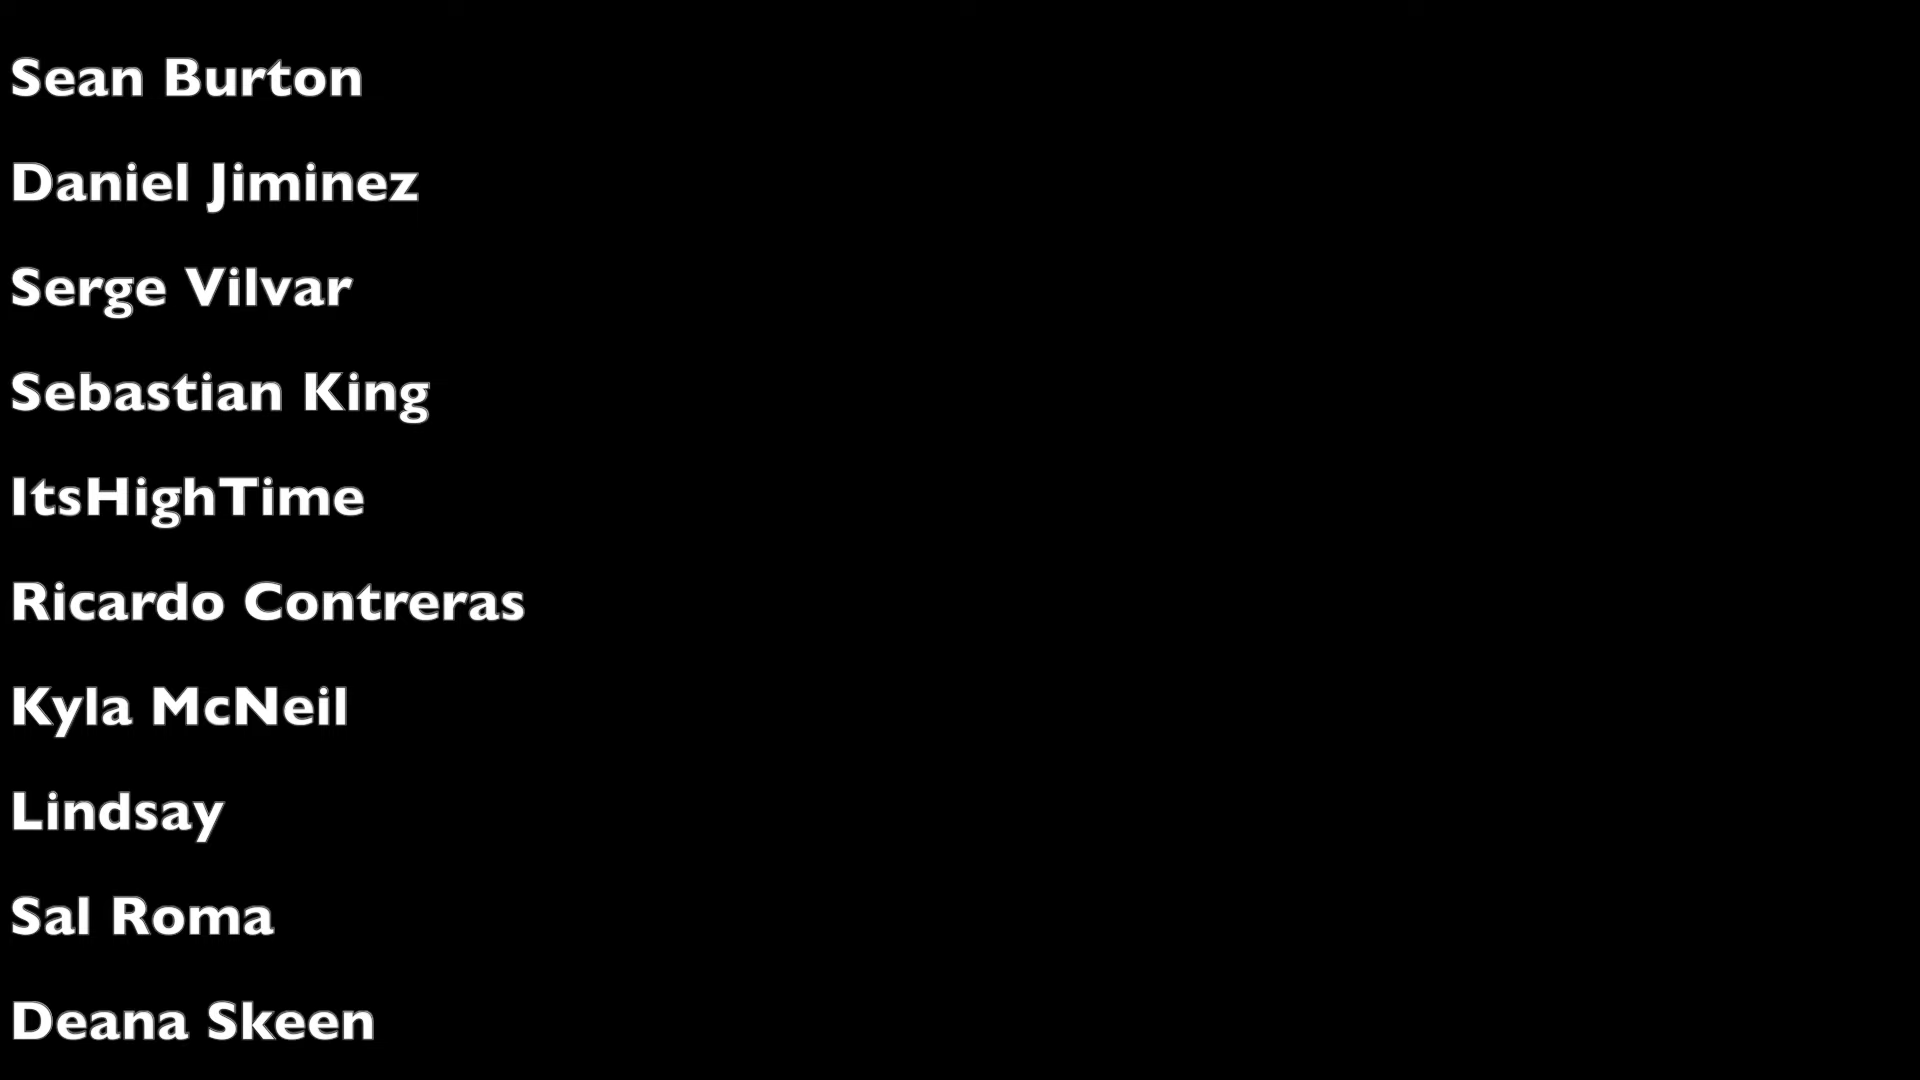 Sean Burton
Daniel Jiminez
Serge Vilvar
Sebastian King
ItsHighTime
Ricardo Contreras
Kyla McNeil
Lindsay
Sal Roma
Deana Skeen